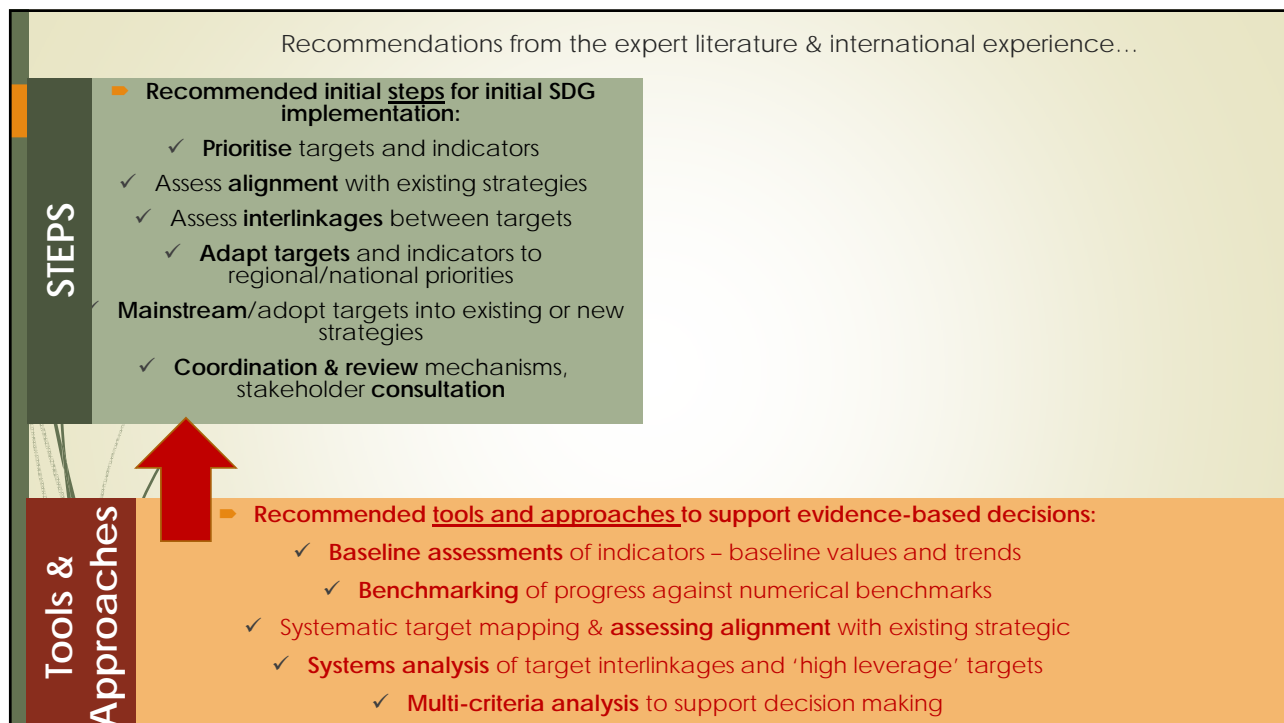 Recommendations from the expert literature & international experience…
STEPS
Recommended initial steps for initial SDG
implementation:
✓ Prioritise targets and indicators
✓ Assess alignment with existing strategies
✓ Assess interlinkages between targets
✓ Adapt targets and indicators to
regional/national priorities
✓ Mainstream/adopt targets into existing or new
strategies
✓ Coordination & review mechanisms,
stakeholder consultation
Tools &
Approaches
Recommended tools and approaches to support evidence-based decisions:
✓ Baseline assessments of indicators – baseline values and trends
✓ Benchmarking of progress against numerical benchmarks
✓ Systematic target mapping & assessing alignment with existing strategic
✓ Systems analysis of target interlinkages and ‘high leverage’ targets
✓ Multi-criteria analysis to support decision making